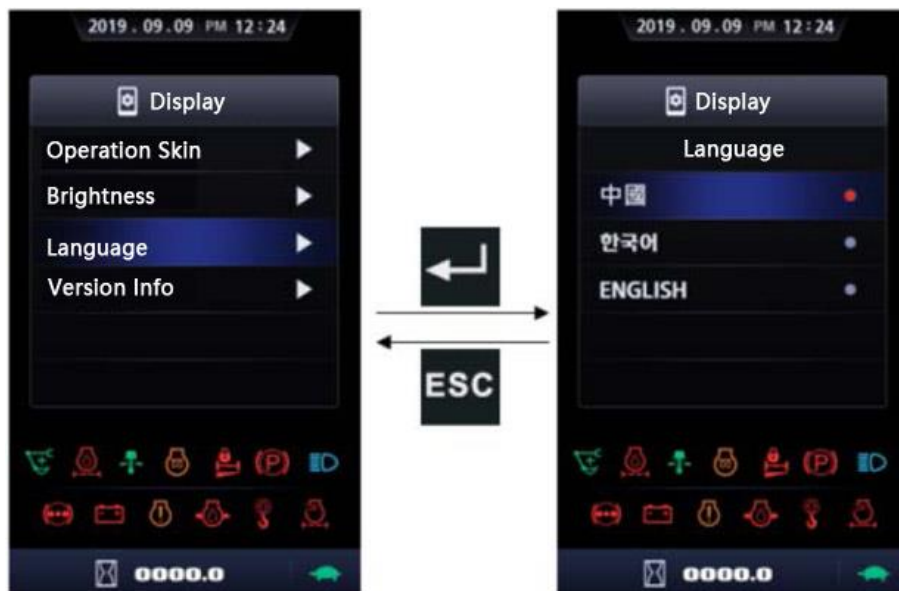 2019 . 09.09 PM 12:24
Display
Operation Skin
Brightness
Language
Version Info
0000.0
ESC
2019 . 09.09 PM 12:24
Display
Language
中國
한국어
ENGLISH
0000.0